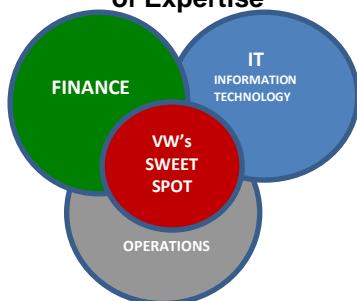 of Expertise
FINANCE
IT
INFORMATION
TECHNOLOGY
VW's
SWEET
SPOT
OPERATIONS